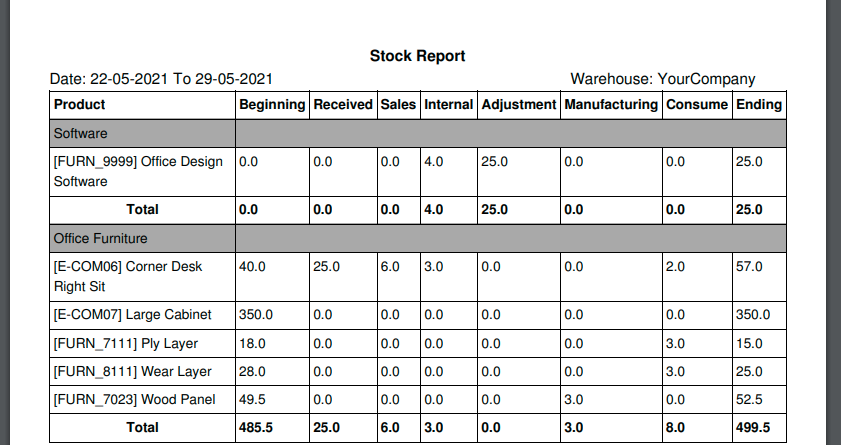 Stock Report
Date: 22-05-2021 To 29-05-2021 Warehouse: YourCompany
Product Beginning Received Sales Internal Adjustment Manufacturing Consume Ending
Software
[FURN_9999] Office Design 0.0 0.0 0.0 4.0 25.0 0.0 0.0 25.0
Software
Total 0.0 0.0 0.0 4.0 25.0 0.0 0.0 25.0
Office Furniture
[E-COM06] Corner Desk 40.0 25.0 6.0 3.0 0.0 0.0 2.0 57.0
Right Sit
[E-COM07] Large Cabinet 350.0 0.0 0.0 0.0 0.0 0.0 0.0 350.0
[FURN_7111] Ply Layer 18.0 0.0 0.0 0.0 0.0 0.0 3.0 15.0
[FURN_8111] Wear Layer 28.0 0.0 0.0 0.0 0.0 0.0 3.0 25.0
[FURN_7023] Wood Panel 49.5 0.0 0.0 0.0 0.0 3.0 0.0 52.5
Total 485.5 25.0 6.0 3.0 0.0 3.0 8.0 499.5